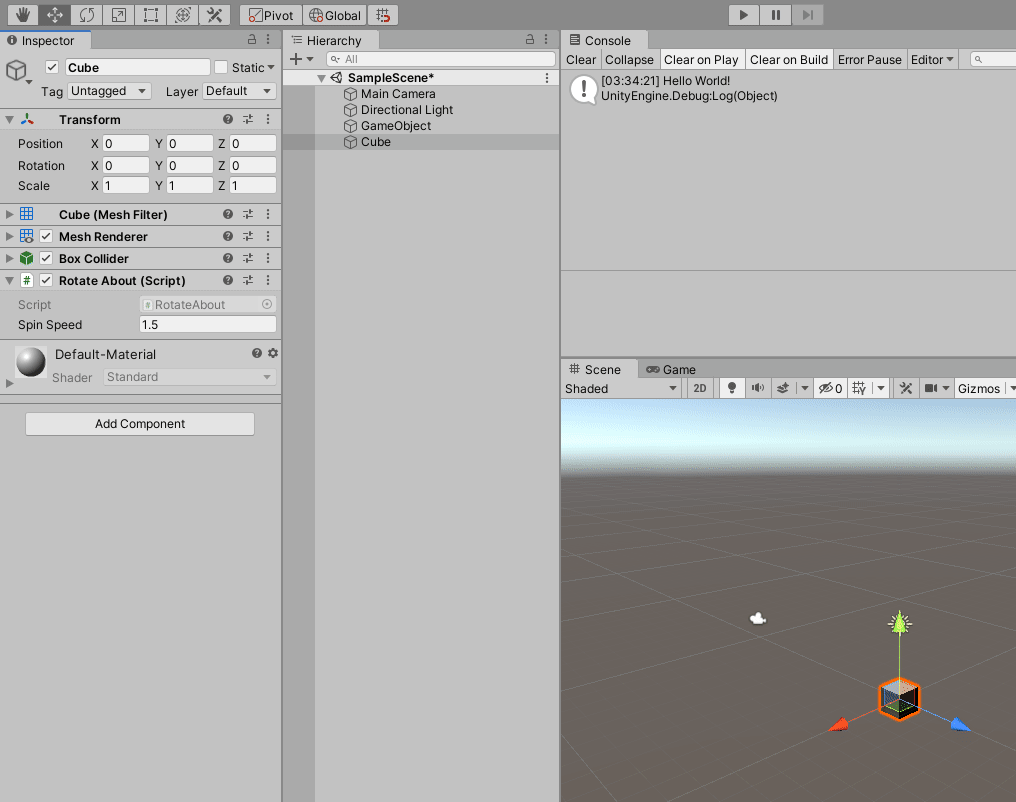 Pivot Global
Inspector
Cube Static
Tag Untagged Layer Default
Transform
Position X 0 Y 0 Z 0
Rotation X 0 Y 0 Z 0
Scale X 1 Y 1 Z 1
Cube (Mesh Filter)
Mesh Renderer
Box Collider
# Rotate About (Script)
Script # RotateAbout
Spin Speed 1.5
Default-Material
Shader Standard
Add Component
Hierarchy
All
SampleScene*
Main Camera
Directional Light
GameObject
Cube
Console
Clear Collapse Clear on Play Clear on Build Error Pause Editor
[03:34:21] Hello World!
UnityEngine.Debug:Log(Object)
Scene Game
Shaded 2D 0 Gizmos